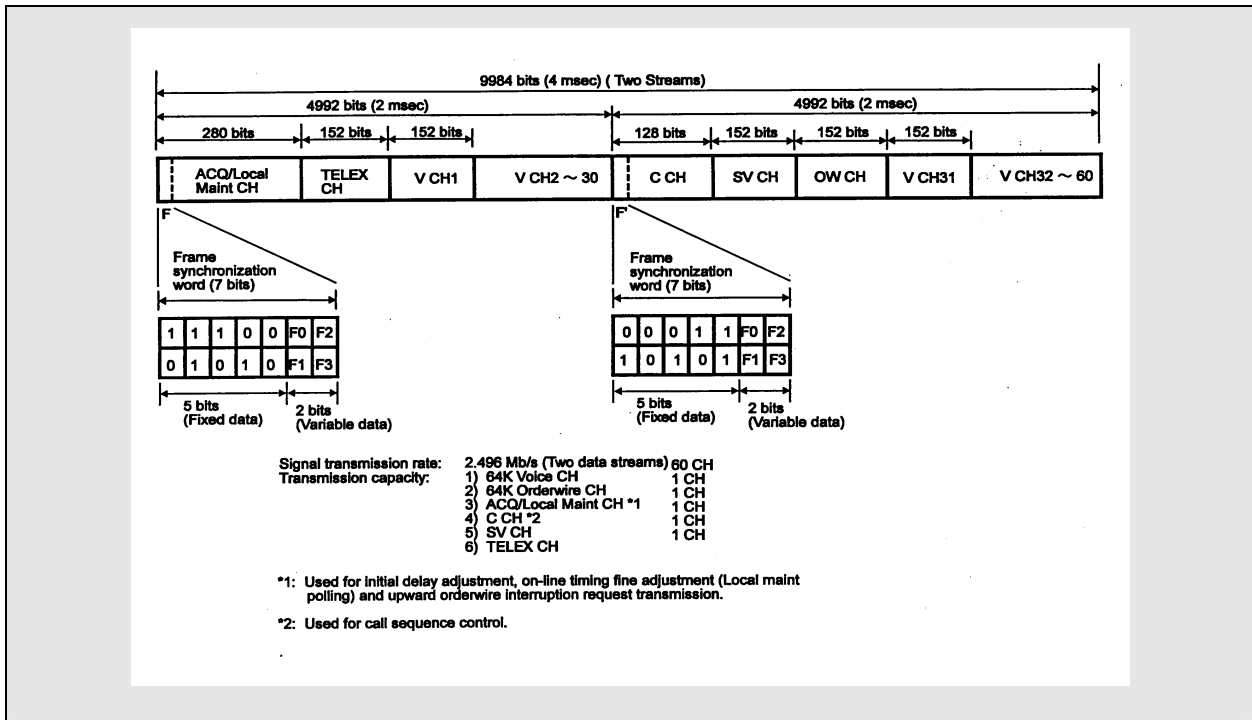 9984 bits (4 msec) ( Two Streams)
4992 bits (2 msec)
4992 bits (2 msec)
280 bits
152 bits
152 bits
128 bits
152 bits
152 bits
152 bits
ACQ/Local
Maint CH
TELEX
CH
V CH1
V CH2 ～ 30
C CH
SV CH
OW CH
V CH31
V CH32 ～ 60
F
Frame
synchronization
word (7 bits)
1 1 1 0 0 F0 F2
0 1 0 1 0 F1 F3
5 bits
(Fixed data)
2 bits
(Variable data)
F'
Frame
synchronization
word (7 bits)
0 0 0 1 1 F0 F2
1 0 1 0 1 F1 F3
5 bits
(Fixed data)
2 bits
(Variable data)
Signal transmission rate: 2.496 Mb/s (Two data streams) 60 CH
Transmission capacity: 1) 64K Voice CH 1 CH
2) 64K Orderwire CH 1 CH
3) ACQ/Local Maint CH *1 1 CH
4) C CH *2 1 CH
5) SV CH 1 CH
6) TELEX CH
*1: Used for initial delay adjustment, on-line timing fine adjustment (Local maint
polling) and upward orderwire interruption request transmission.
*2: Used for call sequence control.